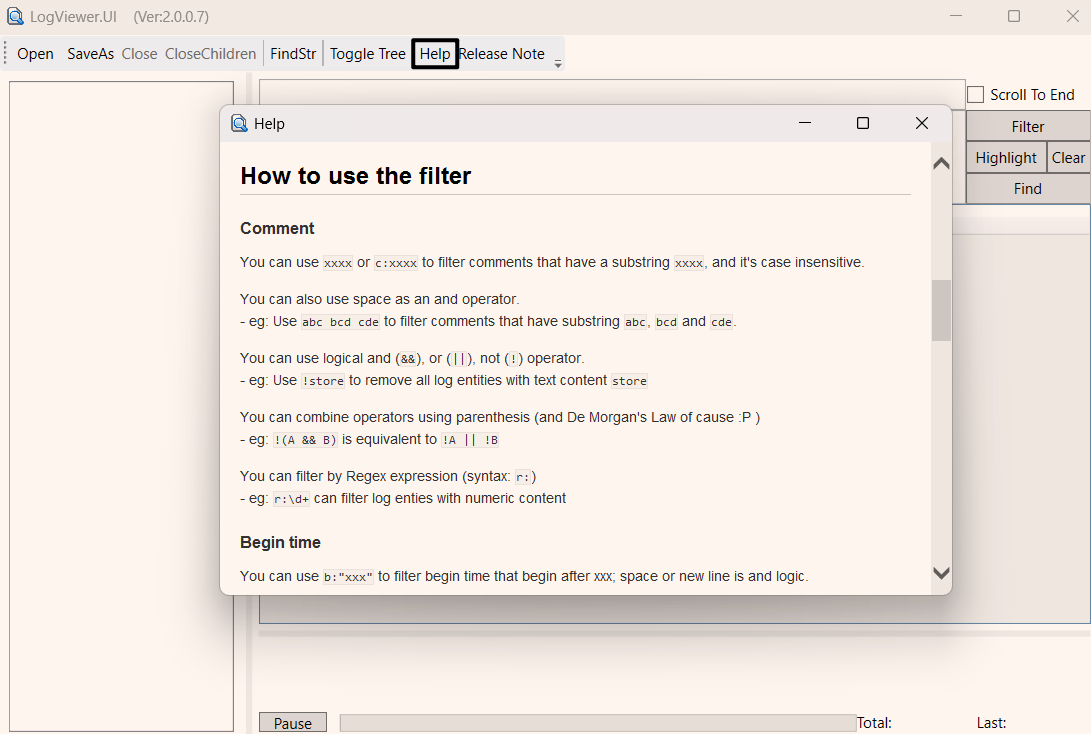 LogViewer.UI (Ver:2.0.0.7)
Open SaveAs Close CloseChildren FindStr Toggle Tree Help Release Note
Scroll To End
Filter
Highlight Clear
Find
Help
How to use the filter
Comment
You can use xxxx or c:xxxx to filter comments that have a substring xxxx, and it's case insensitive.
You can also use space as an and operator.
- eg: Use abc bcd cde to filter comments that have substring abc, bcd and cde.
You can use logical and (&&), or (||), not (!) operator.
- eg: Use !store to remove all log entities with text content store
You can combine operators using parenthesis (and De Morgan's Law of cause :P )
- eg: !(A && B) is equivalent to !A || !B
You can filter by Regex expression (syntax: r:)
- eg: r:\d+ can filter log enties with numeric content
Begin time
You can use b:"xxx" to filter begin time that begin after xxx; space or new line is and logic.
Pause Total: Last: